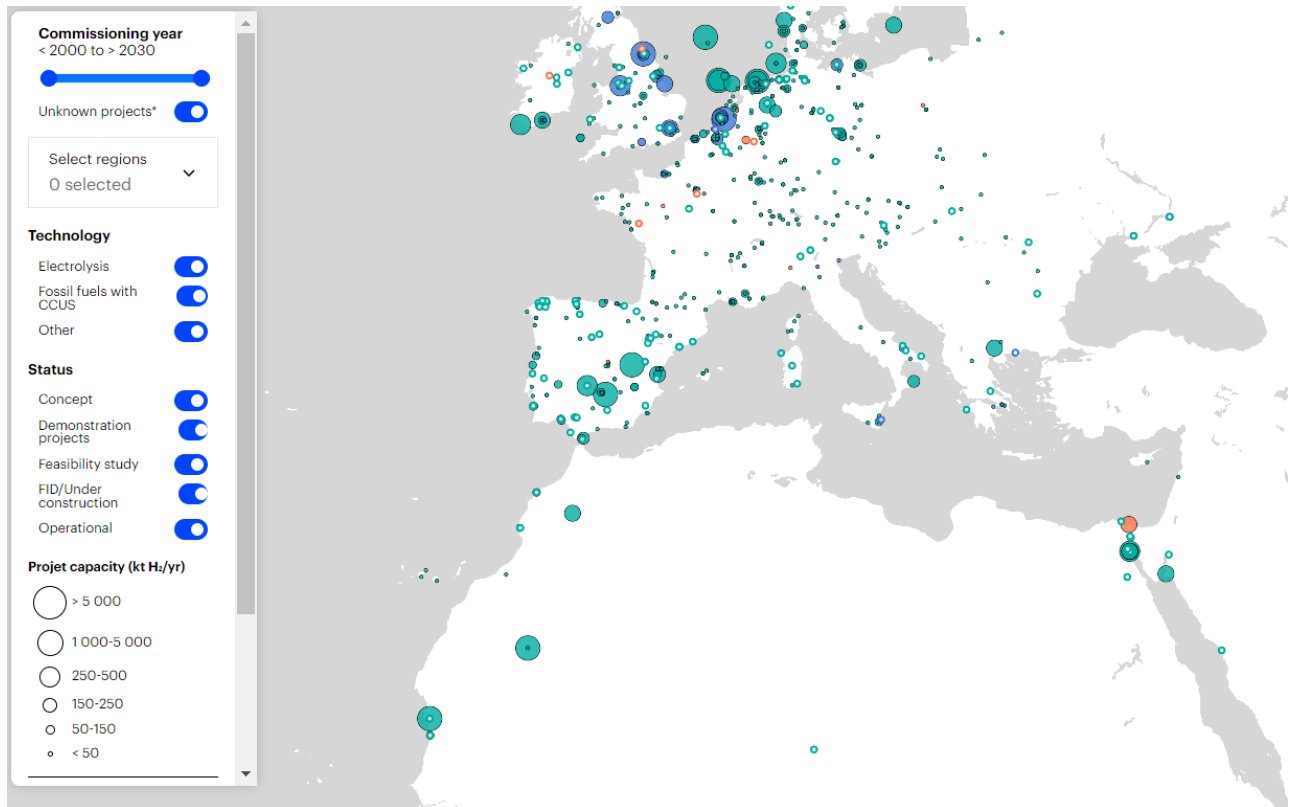 Commissioning year
< 2000 to > 2030
Unknown projects*
Select regions
0 selected
Technology
Electrolysis
Fossil fuels with
CCUS
Other
Status
Concept
Demonstration
projects
Feasibility study
FID/Under
construction
Operational
Projet capacity (kt H₂/yr)
> 5 000
1 000-5 000
250-500
150-250
50-150
< 50